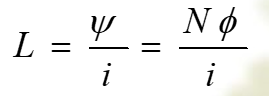 L = ψ/i = Nϕ/i